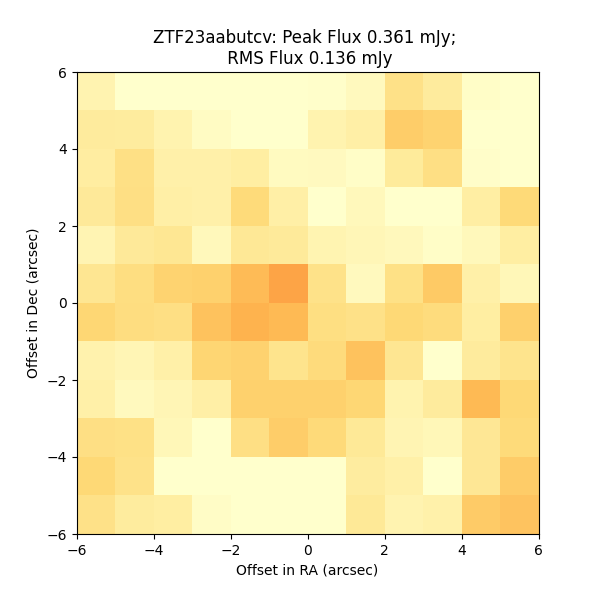 ZTF23aabutcv: Peak Flux 0.361 mJy;
RMS Flux 0.136 mJy
6
4
2
0
−2
−4
−6
Offset in Dec (arcsec)
−6 −4 −2 0 2 4 6
Offset in RA (arcsec)